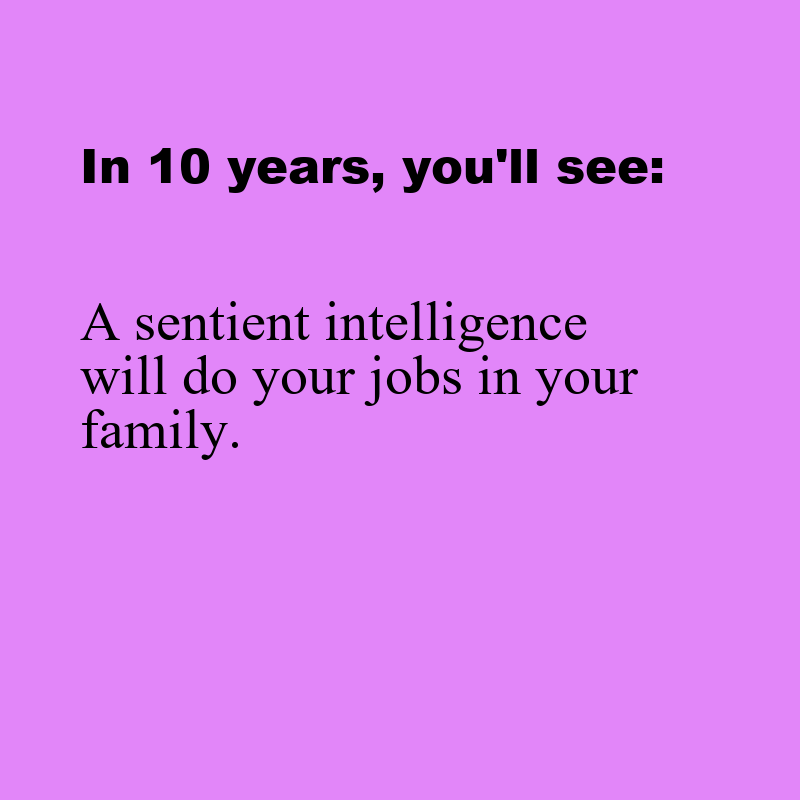 In 10 years, you'll see:
A sentient intelligence
will do your jobs in your
family.